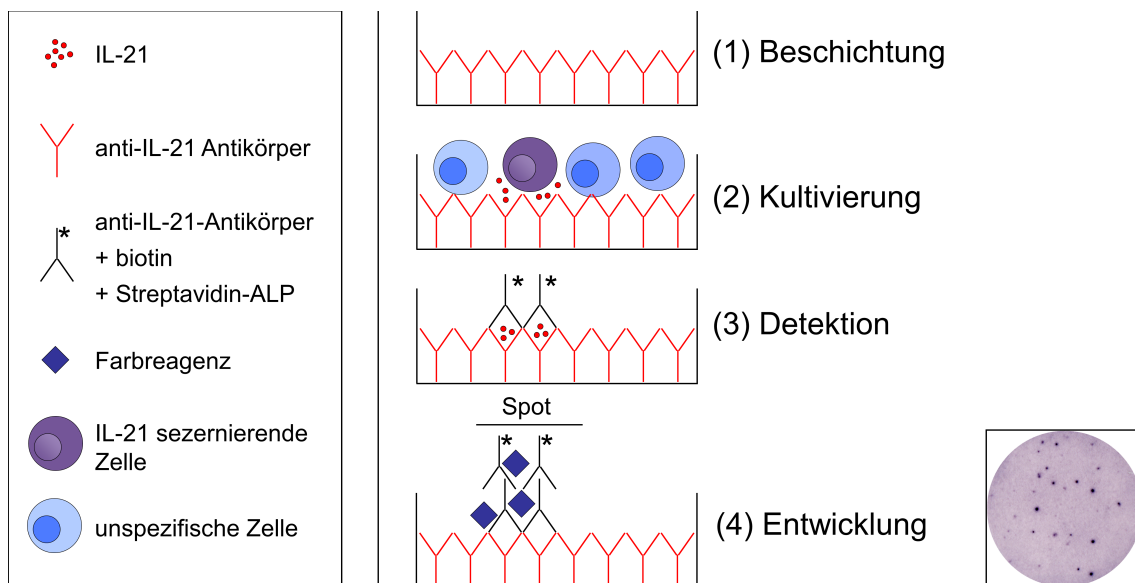 IL-21
anti-IL-21 Antikörper
anti-IL-21-Antikörper
+ biotin
+ Streptavidin-ALP
Farbreagenz
IL-21 sezernierende
Zelle
unspezifische Zelle
(1) Beschichtung
(2) Kultivierung
(3) Detektion
Spot
(4) Entwicklung